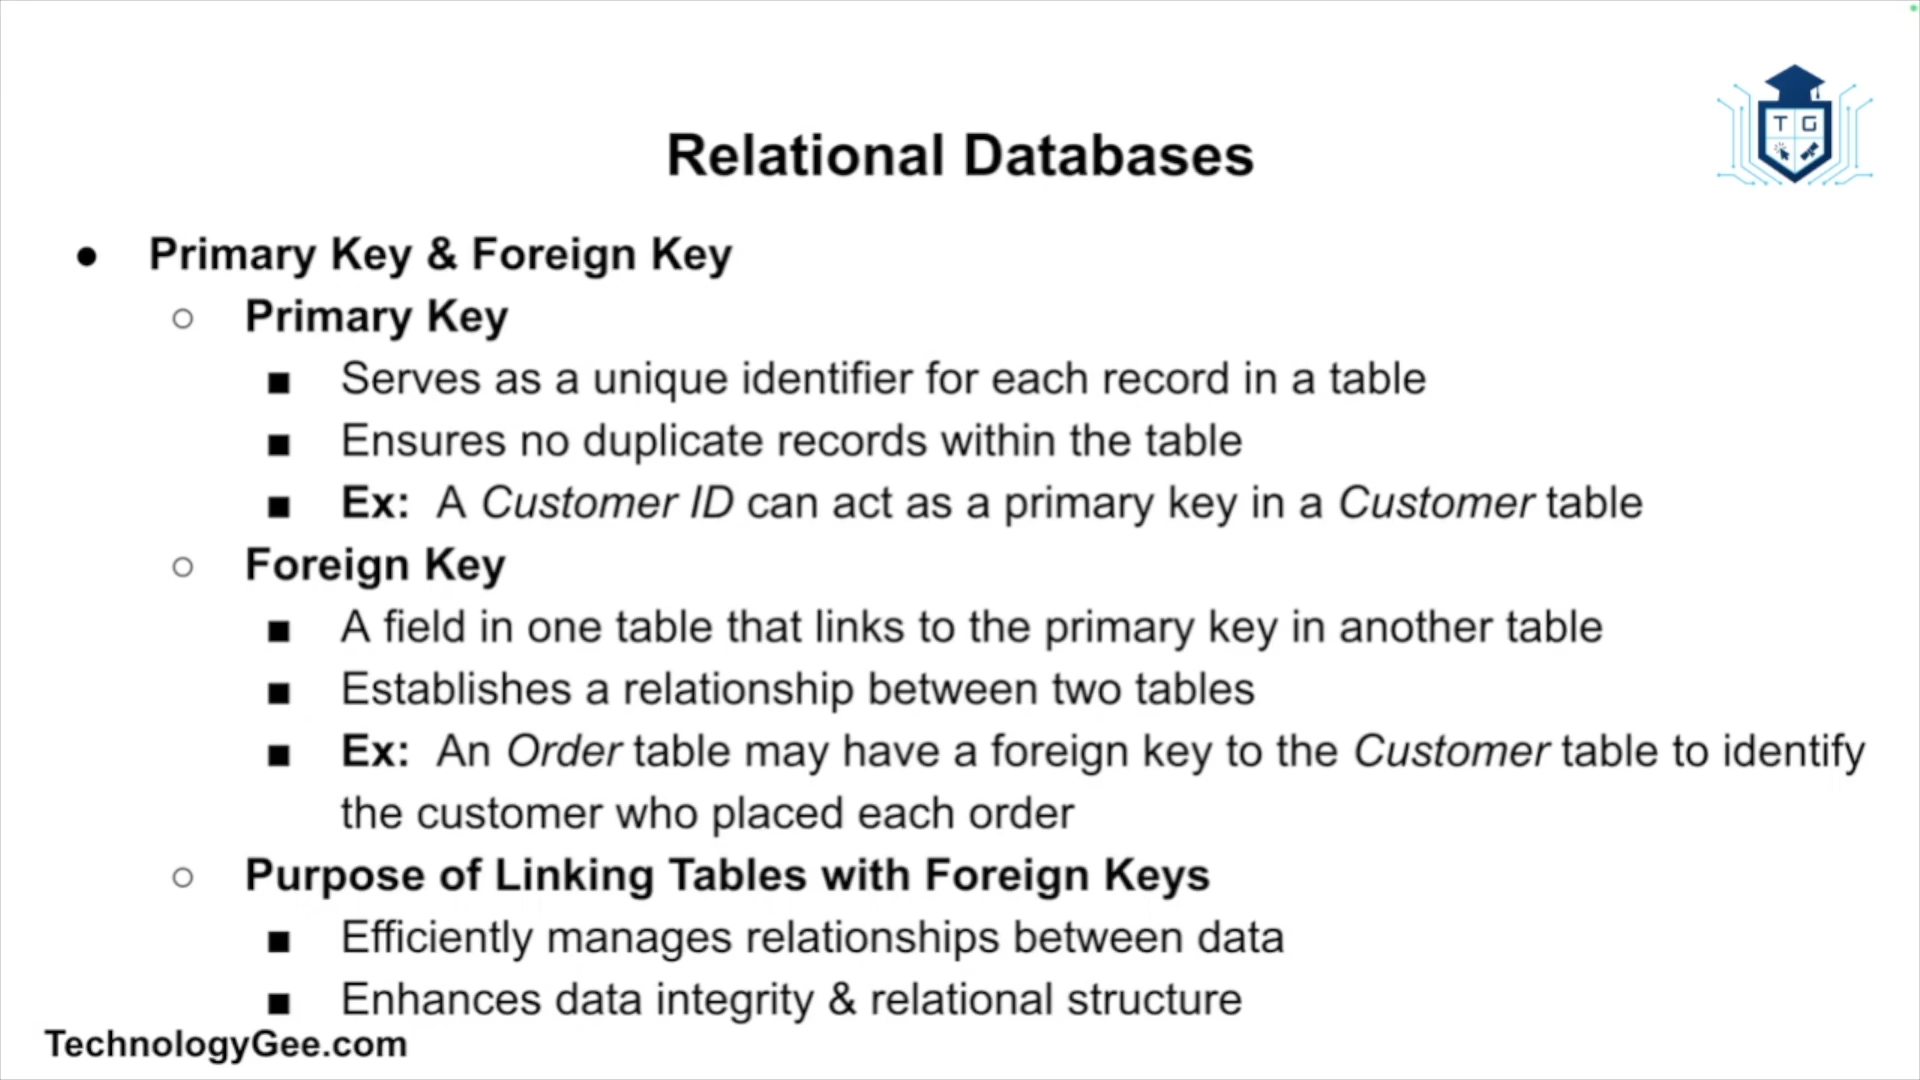 T G
Relational Databases
● Primary Key & Foreign Key
○ Primary Key
■ Serves as a unique identifier for each record in a table
■ Ensures no duplicate records within the table
■ Ex: A Customer ID can act as a primary key in a Customer table
○ Foreign Key
■ A field in one table that links to the primary key in another table
■ Establishes a relationship between two tables
■ Ex: An Order table may have a foreign key to the Customer table to identify
the customer who placed each order
○ Purpose of Linking Tables with Foreign Keys
■ Efficiently manages relationships between data
■ Enhances data integrity & relational structure
TechnologyGee.com